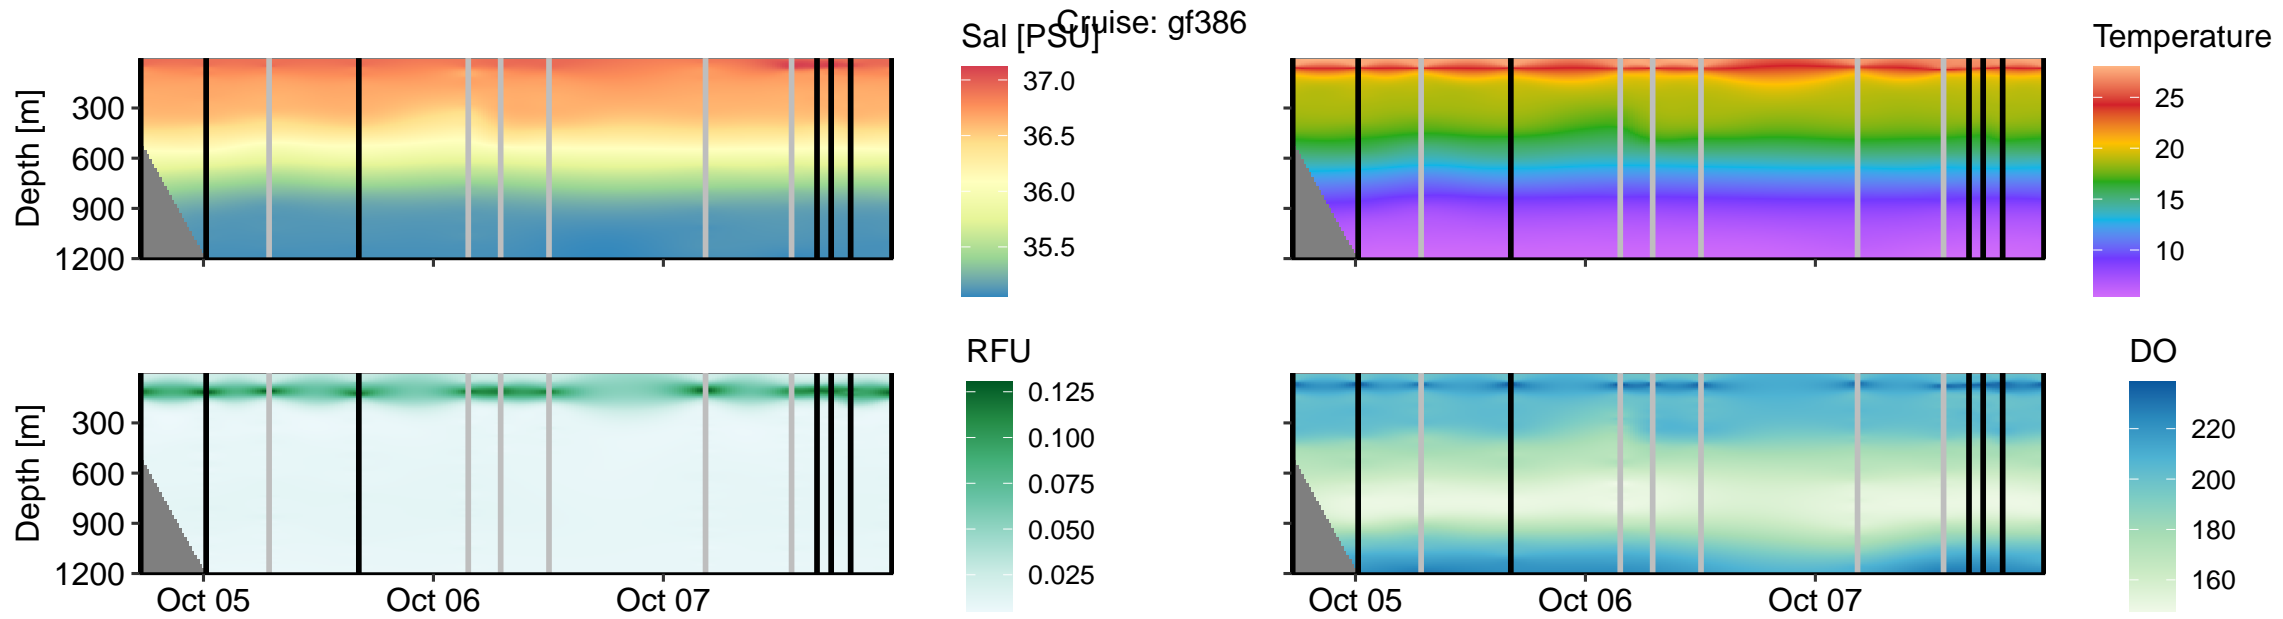 Cruise: gf386
Sal [PSU]
37.0
36.5
36.0
35.5
Depth [m]
300
600
900
1200
Temperature
25
20
15
10
RFU
0.125
0.100
0.075
0.050
0.025
Depth [m]
300
600
900
1200
Oct 05 Oct 06 Oct 07
DO
220
200
180
160
Oct 05 Oct 06 Oct 07